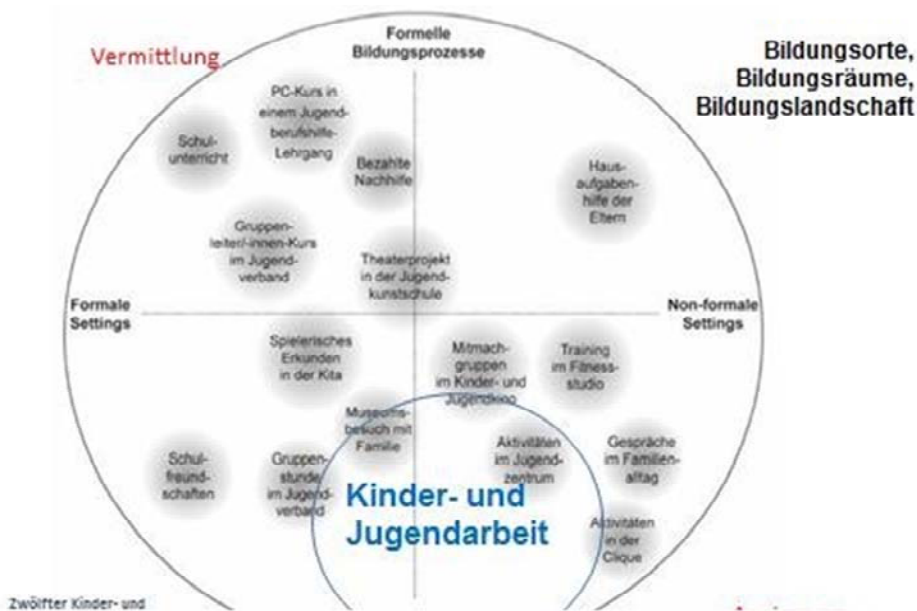 Vermittlung
Formelle
Bildungsprozesse
Bildungsorte,
Bildungsräume,
Bildungslandschaft
PC-Kurs in
einem Jugend-
berufshilfe-
Lehrgang
Schul-
unterricht
Bezahlte
Nachhilfe
Haus-
aufgaben-
hilfe der
Eltern
Gruppen-
leiter/-innen-Kurs
im Jugend-
verband
Theaterprojekt
in der Jugend-
kunstschule
Formale
Settings
Non-formale
Settings
Spielerisches
Erkunden
in der Kita
Mitmach-
gruppen
im Kinder- und
Jugendkino
Training
im Fitness-
studio
Museums-
besuch mit
Familie
Schul-
freund-
schaften
Gruppen-
stunde
im Jugend-
verband
Aktivitäten
im Jugend-
zentrum
Gespräche
im Familien-
alltag
Kinder- und
Jugendarbeit
Aktivitäten
in der
Clique
Zwölfter Kinder- und